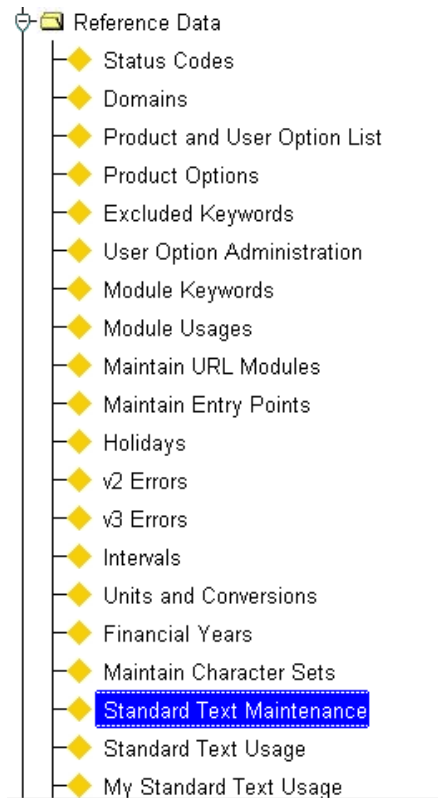 Reference Data
Status Codes
Domains
Product and User Option List
Product Options
Excluded Keywords
User Option Administration
Module Keywords
Module Usages
Maintain URL Modules
Maintain Entry Points
Holidays
v2 Errors
v3 Errors
Intervals
Units and Conversions
Financial Years
Maintain Character Sets
Standard Text Maintenance
Standard Text Usage
My Standard Text Usage